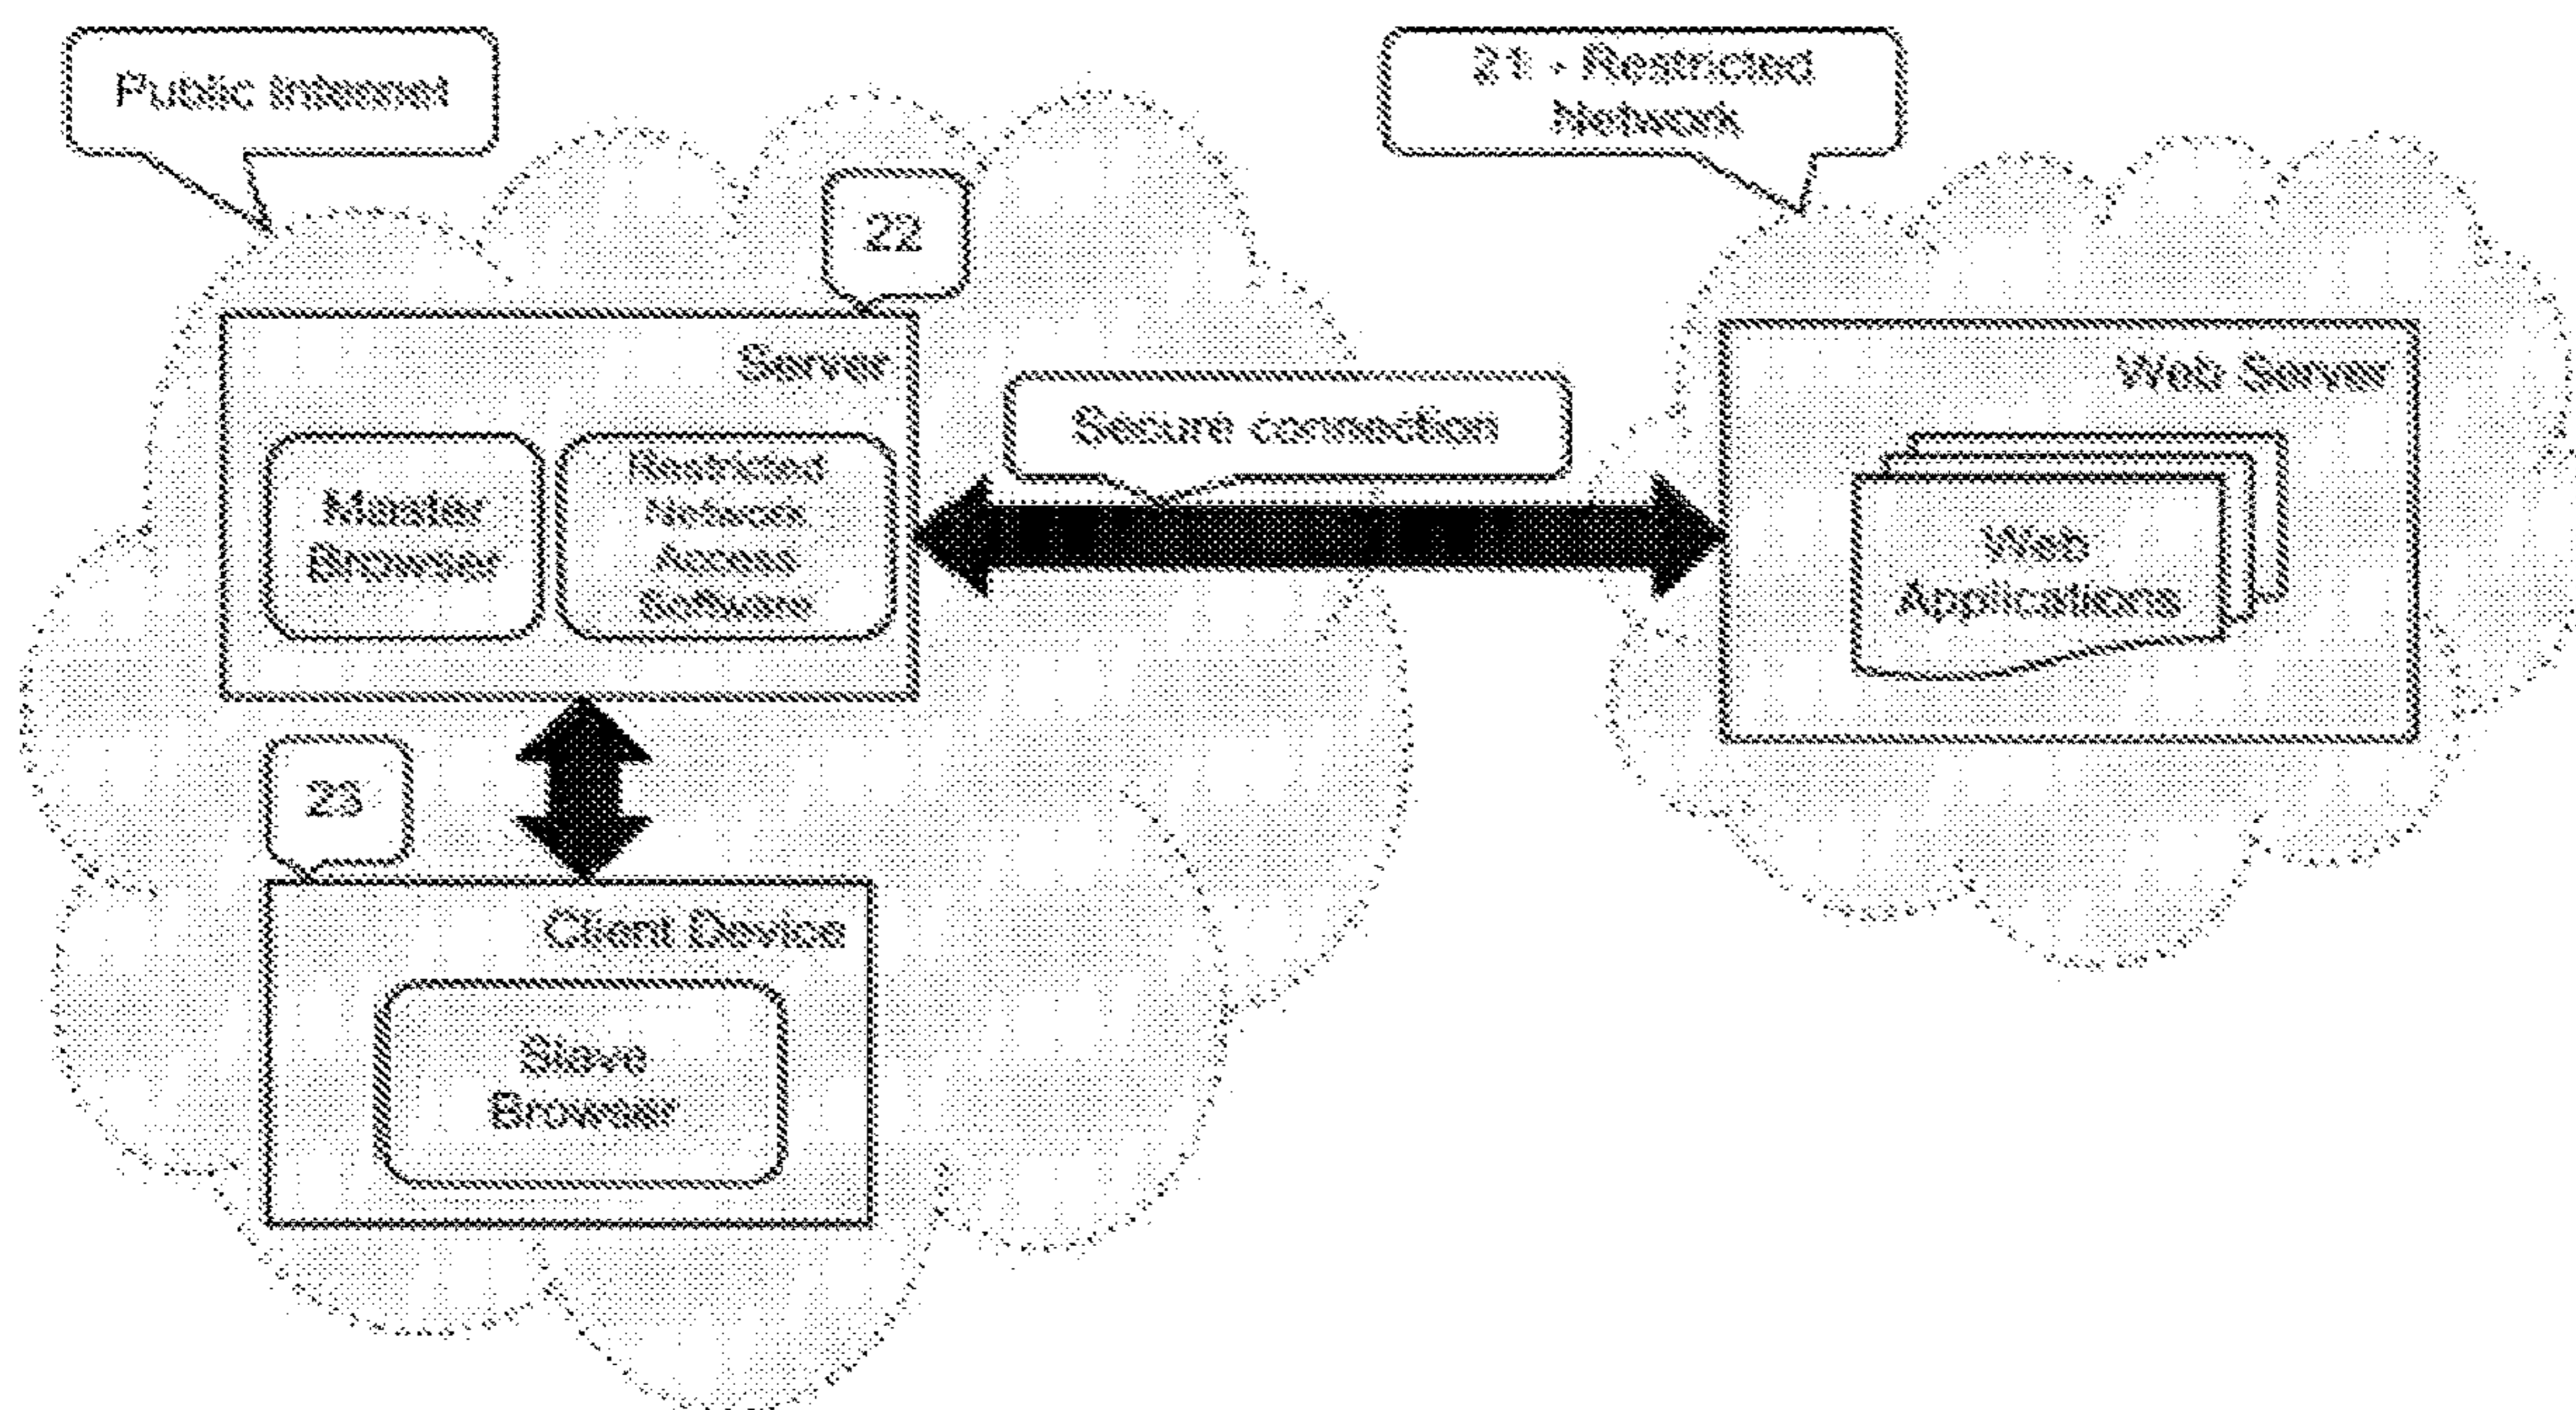 Public Internet
21 - Restricted
Network
22
Server
Master
Browser
Restricted
Network
Access
Software
Secure connection
Web Server
Web
Applications
23
Client Device
Slave
Browser